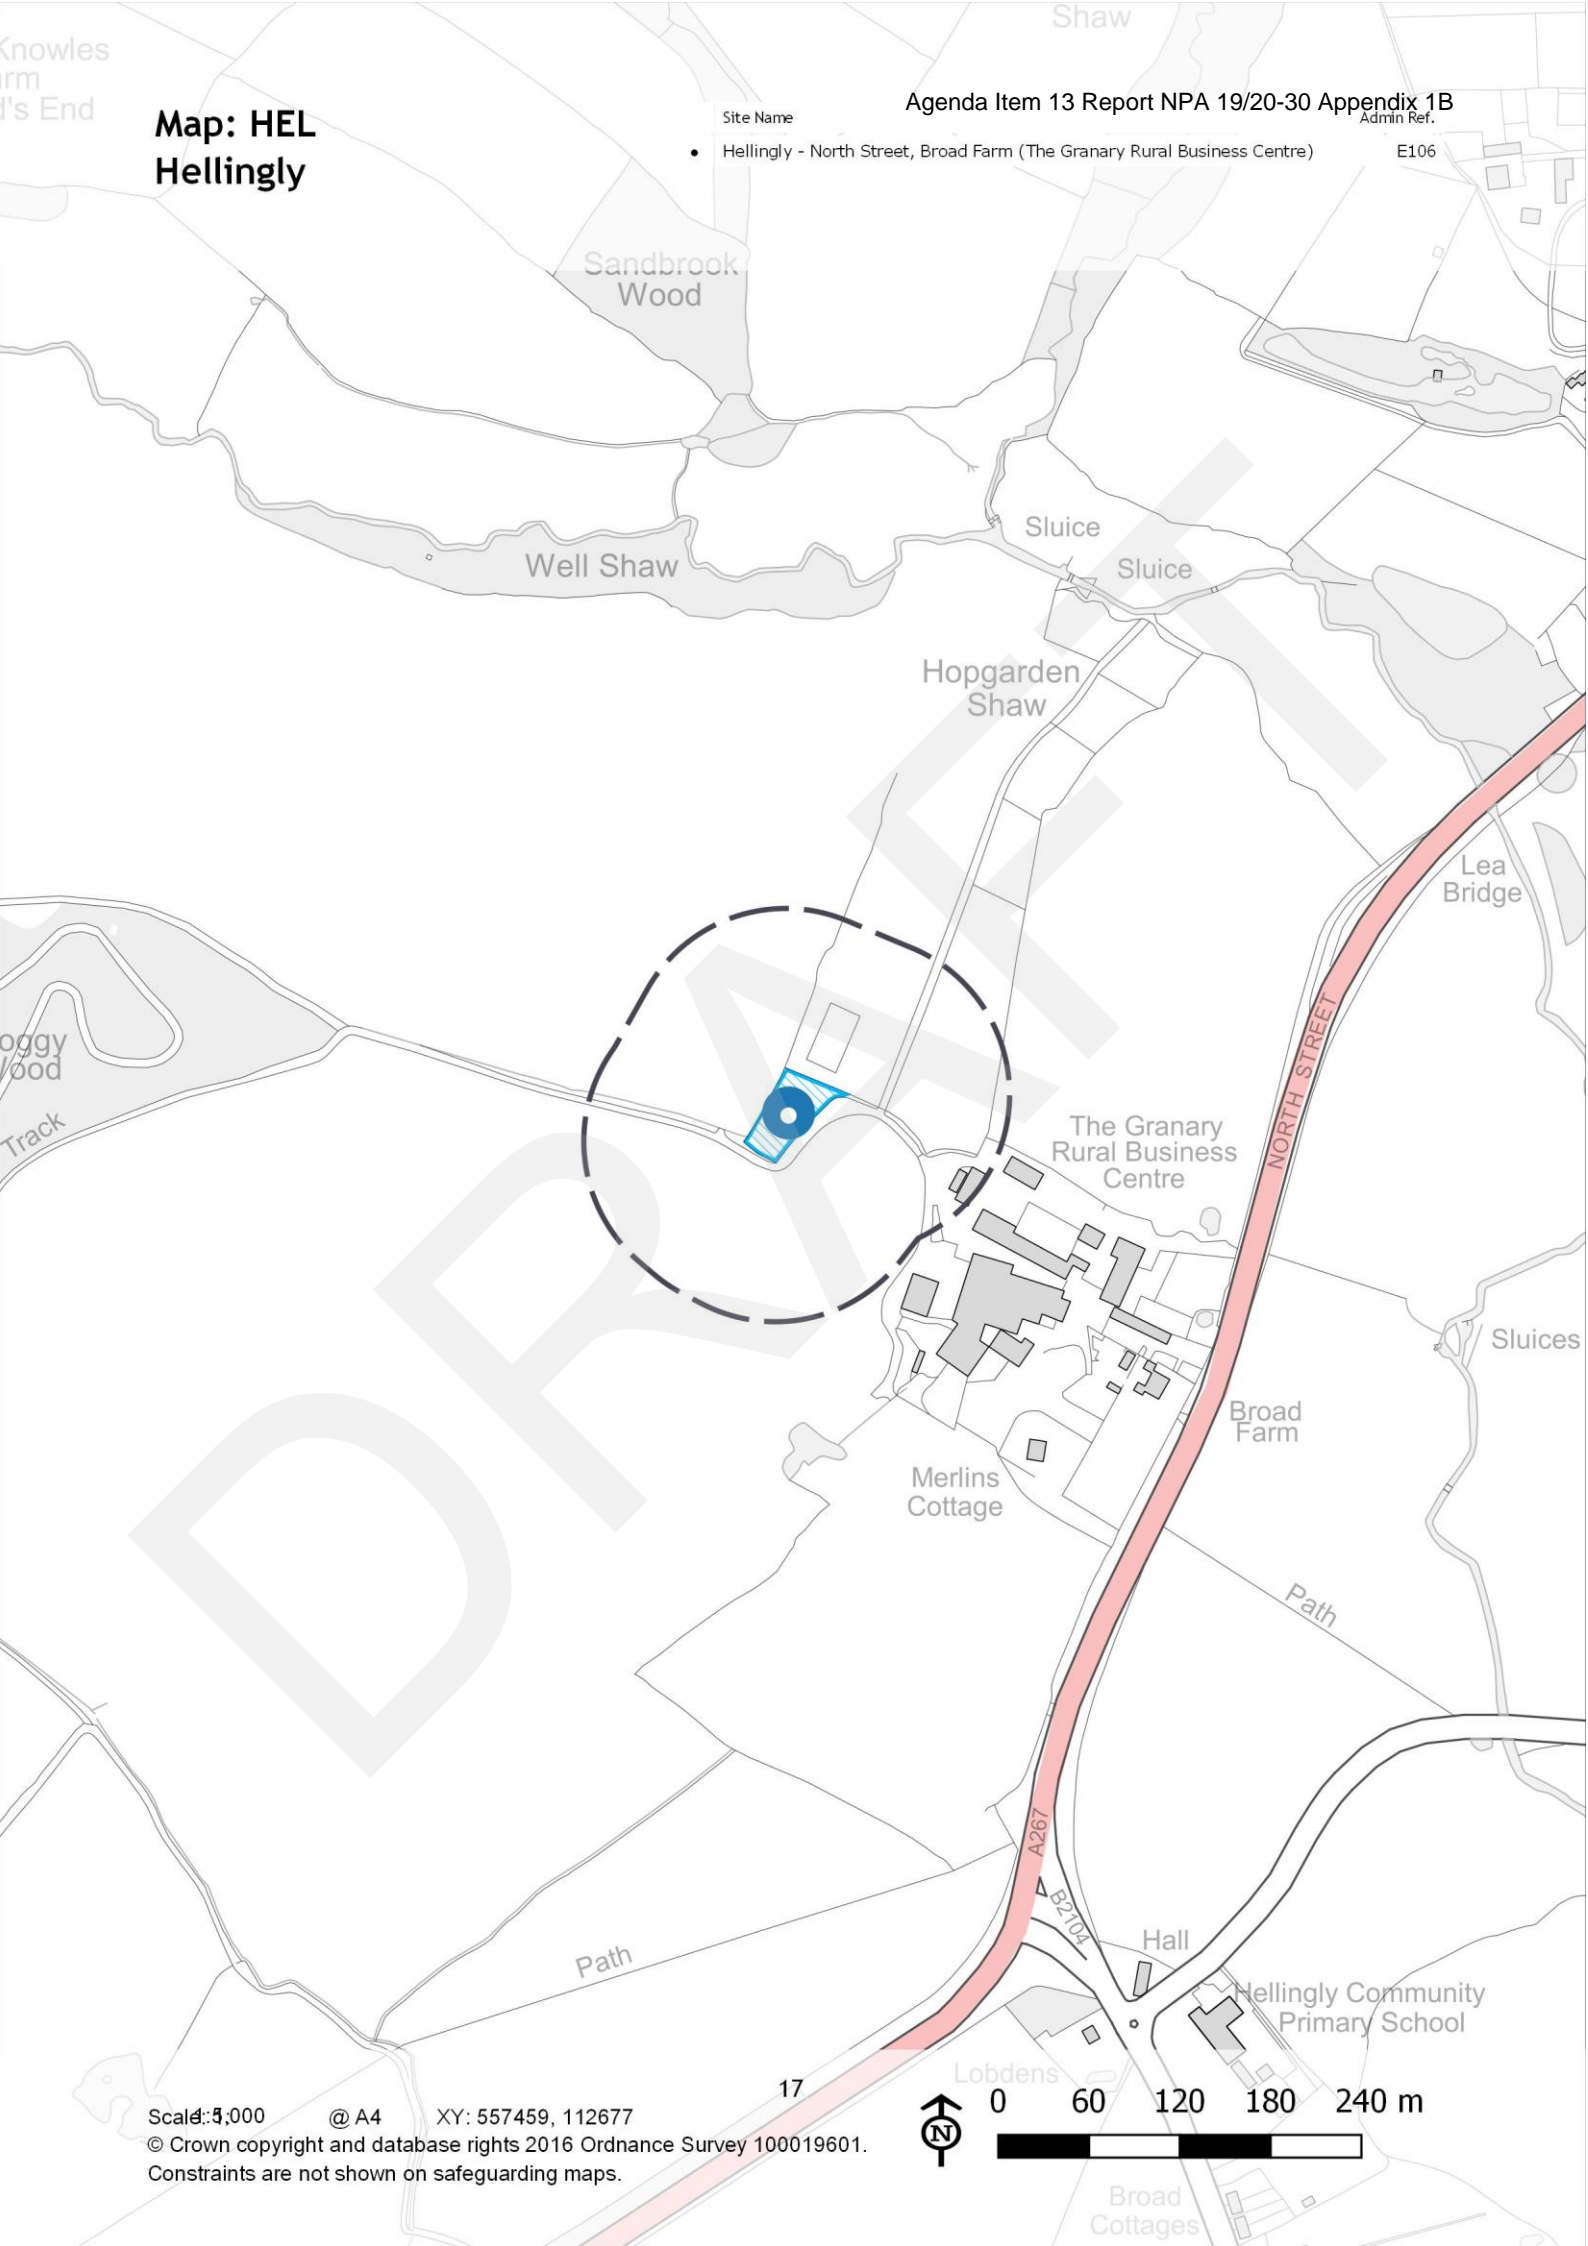 Shaw
Knowles
d's End
Agenda Item 13 Report NPA 19/20-30 Appendix 1B
Map: HEL
Hellingly
Site Name
Admin Ref.
• Hellingly - North Street, Broad Farm (The Granary Rural Business Centre) E106
Sandbrook
Wood
Sluice
Sluice
Well Shaw
Hopgarden
Shaw
Lea
Bridge
NORTH STREET
oggy
Track
The Granary
Rural Business
Centre
Sluices
Broad
Farm
Merlins
Cottage
Path
A267
B2104
Hall
Path
Hellingly Community
Primary School
Lobdens
DRAFT
17
0 60 120 180 240 m
N
Scale 5,000 @ A4 XY: 557459, 112677
© Crown copyright and database rights 2016 Ordnance Survey 100019601.
Constraints are not shown on safeguarding maps.
Broad
Cottages